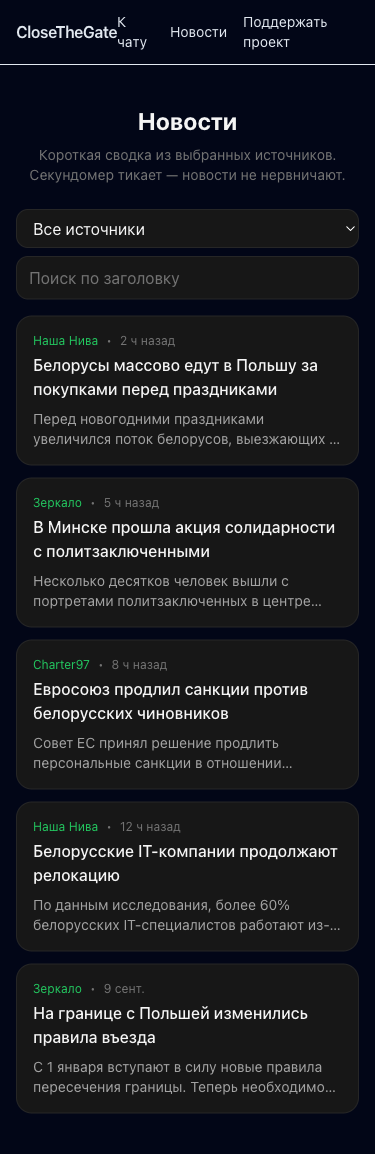 CloseTheGate
К чату
Новости
Поддержать проект
Новости
Короткая сводка из выбранных источников.
Секундомер тикает — новости не нервничают.
Все источники
Поиск по заголовку
Наша Нива • 2 ч назад
Белорусы массово едут в Польшу за
покупками перед праздниками
Перед новогодними праздниками
увеличился поток белорусов, выезжающих ...
Зеркало • 5 ч назад
В Минске прошла акция солидарности
с политзаключенными
Несколько десятков человек вышли с
портретами политзаключенных в центре...
Charter97 • 8 ч назад
Евросоюз продлил санкции против
белорусских чиновников
Совет ЕС принял решение продлить
персональные санкции в отношении...
Наша Нива • 12 ч назад
Белорусские IT-компании продолжают
релокацию
По данным исследования, более 60%
белорусских IT-специалистов работают из-...
Зеркало • 9 сент.
На границе с Польшей изменились
правила въезда
С 1 января вступают в силу новые правила
пересечения границы. Теперь необходимо...